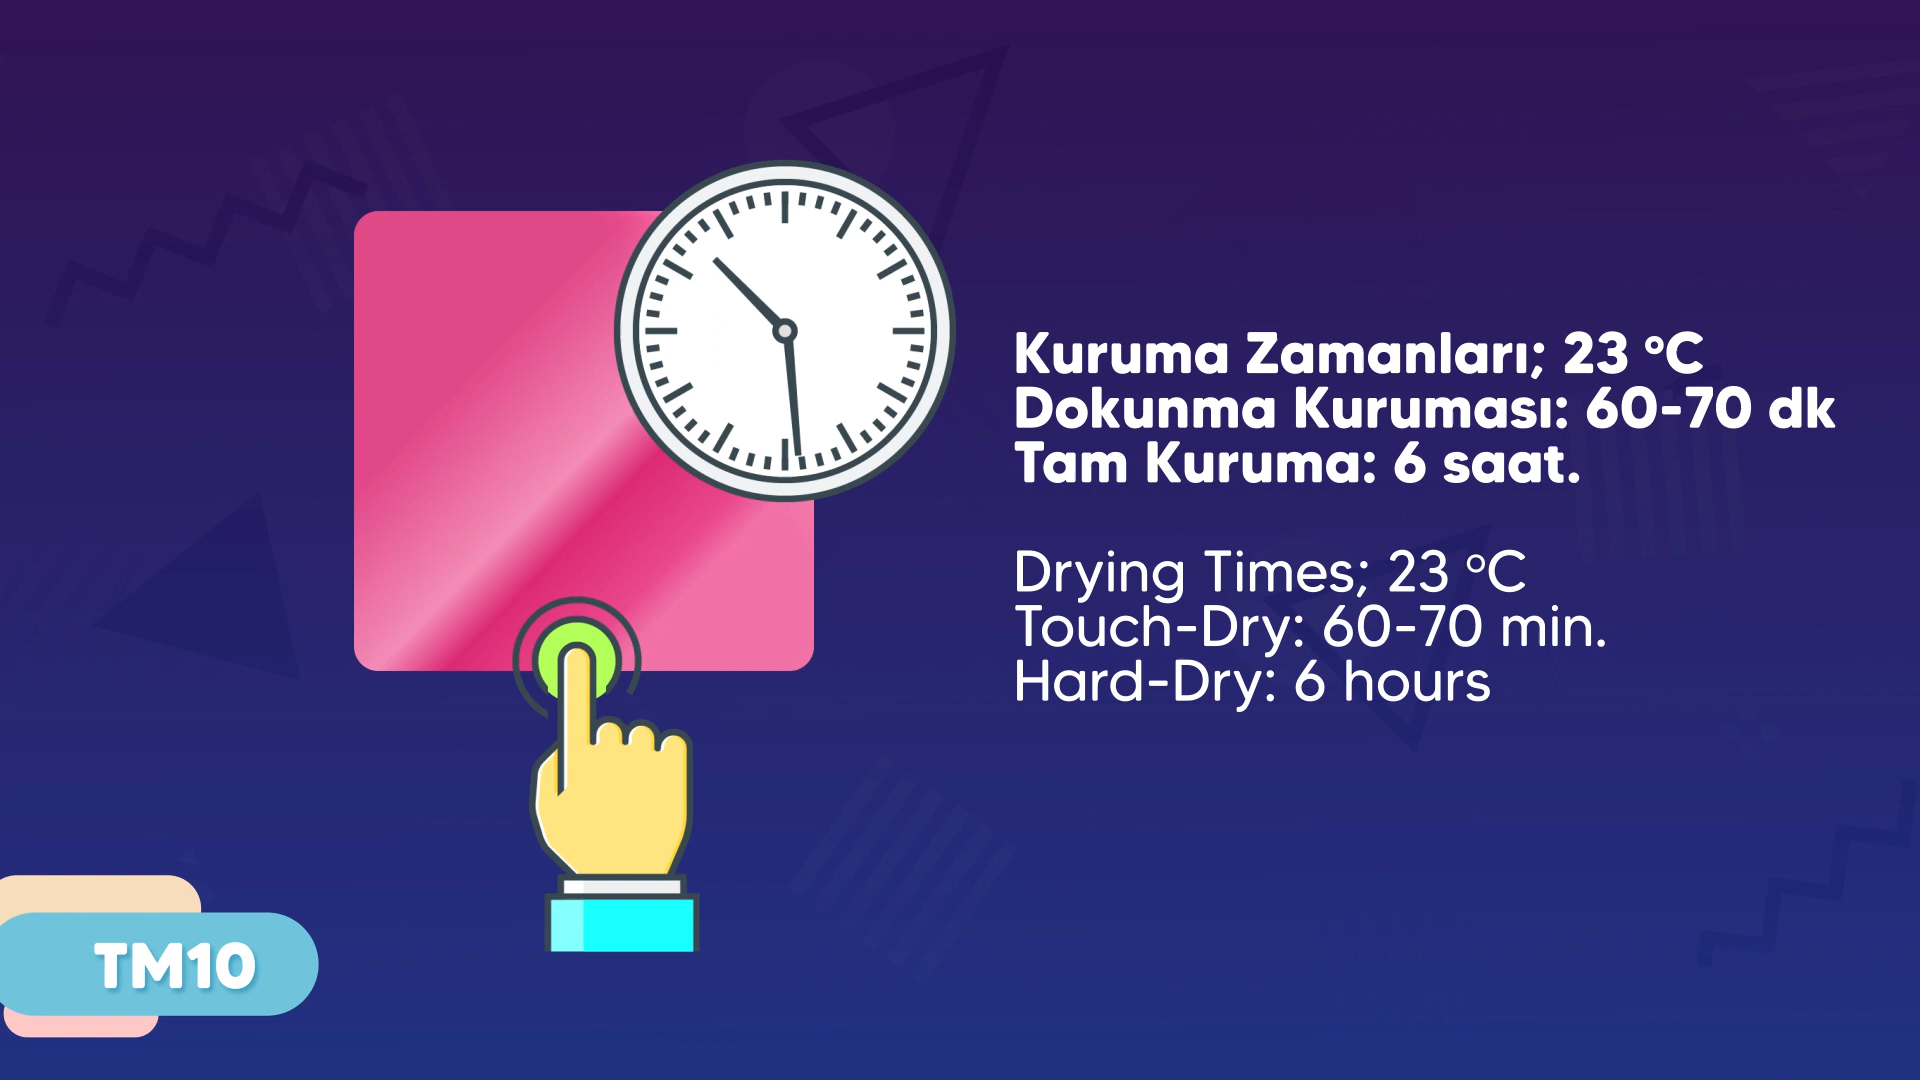 Kuruma Zamanları; 23 °C
Dokunma Kuruması: 60-70 dk
Tam Kuruma: 6 saat.
Drying Times; 23 °C
Touch-Dry: 60-70 min.
Hard-Dry: 6 hours
TM10